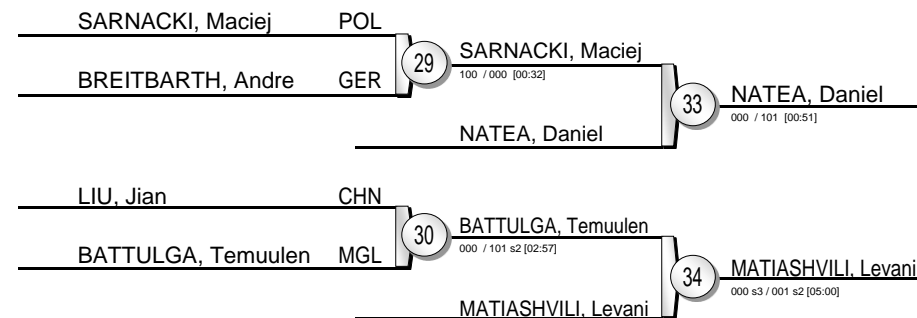 SARNACKI, Maciej POL
BREITBARTH, Andre GER
29
SARNACKI, Maciej
100 / 000 [00:32]
NATEA, Daniel
33
NATEA, Daniel
000 / 101 [00:51]
LIU, Jian CHN
BATTULGA, Temuulen MGL
30
BATTULGA, Temuulen
000 / 101 s2 [02:57]
MATIASHVILI, Levani
34
MATIASHVILI, Levani
000 s3 / 001 s2 [05:00]